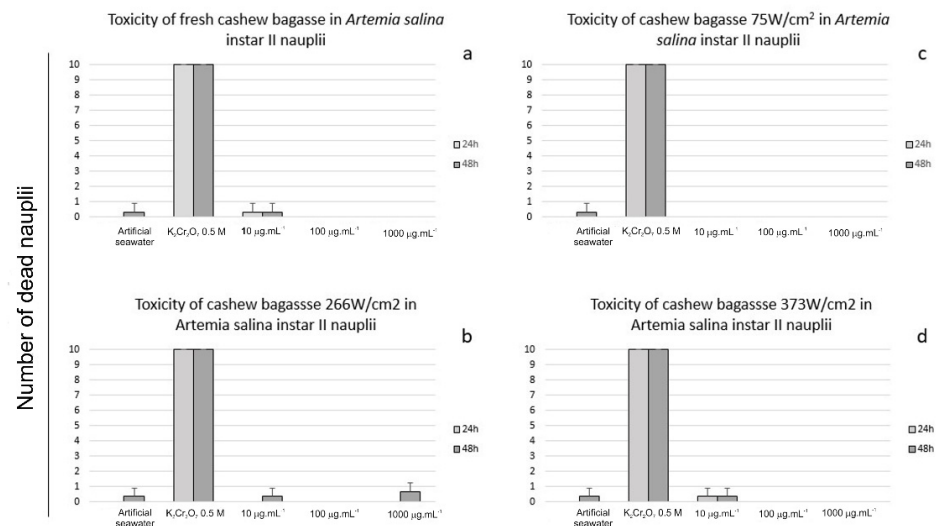 Number of dead nauplii
Toxicity of fresh cashew bagasse in Artemia salina
instar II nauplii
a
10
9
8
7
6
5
4
3
2
1
0
24h
48h
Artificial
seawater
K₂Cr₂O₇ 0.5 M
10 µg.mL⁻¹
100 µg.mL⁻¹
1000 µg.mL⁻¹
Toxicity of cashew bagasse 75W/cm² in Artemia
salina instar II nauplii
c
10
9
8
7
6
5
4
3
2
1
0
24h
48h
Artificial
seawater
K₂Cr₂O₇ 0.5 M
10 µg.mL⁻¹
100 µg.mL⁻¹
1000 µg.mL⁻¹
Toxicity of cashew bagassse 266W/cm2 in
Artemia salina instar II nauplii
b
10
9
8
7
6
5
4
3
2
1
0
24h
48h
Artificial
seawater
K₂Cr₂O₇ 0.5 M
10 µg.mL⁻¹
100 µg.mL⁻¹
1000 µg.mL⁻¹
Toxicity of cashew bagassse 373W/cm2 in
Artemia salina instar II nauplii
d
10
9
8
7
6
5
4
3
2
1
0
24h
48h
Artificial
seawater
K₂Cr₂O₇ 0.5 M
10 µg.mL⁻¹
100 µg.mL⁻¹
1000 µg.mL⁻¹